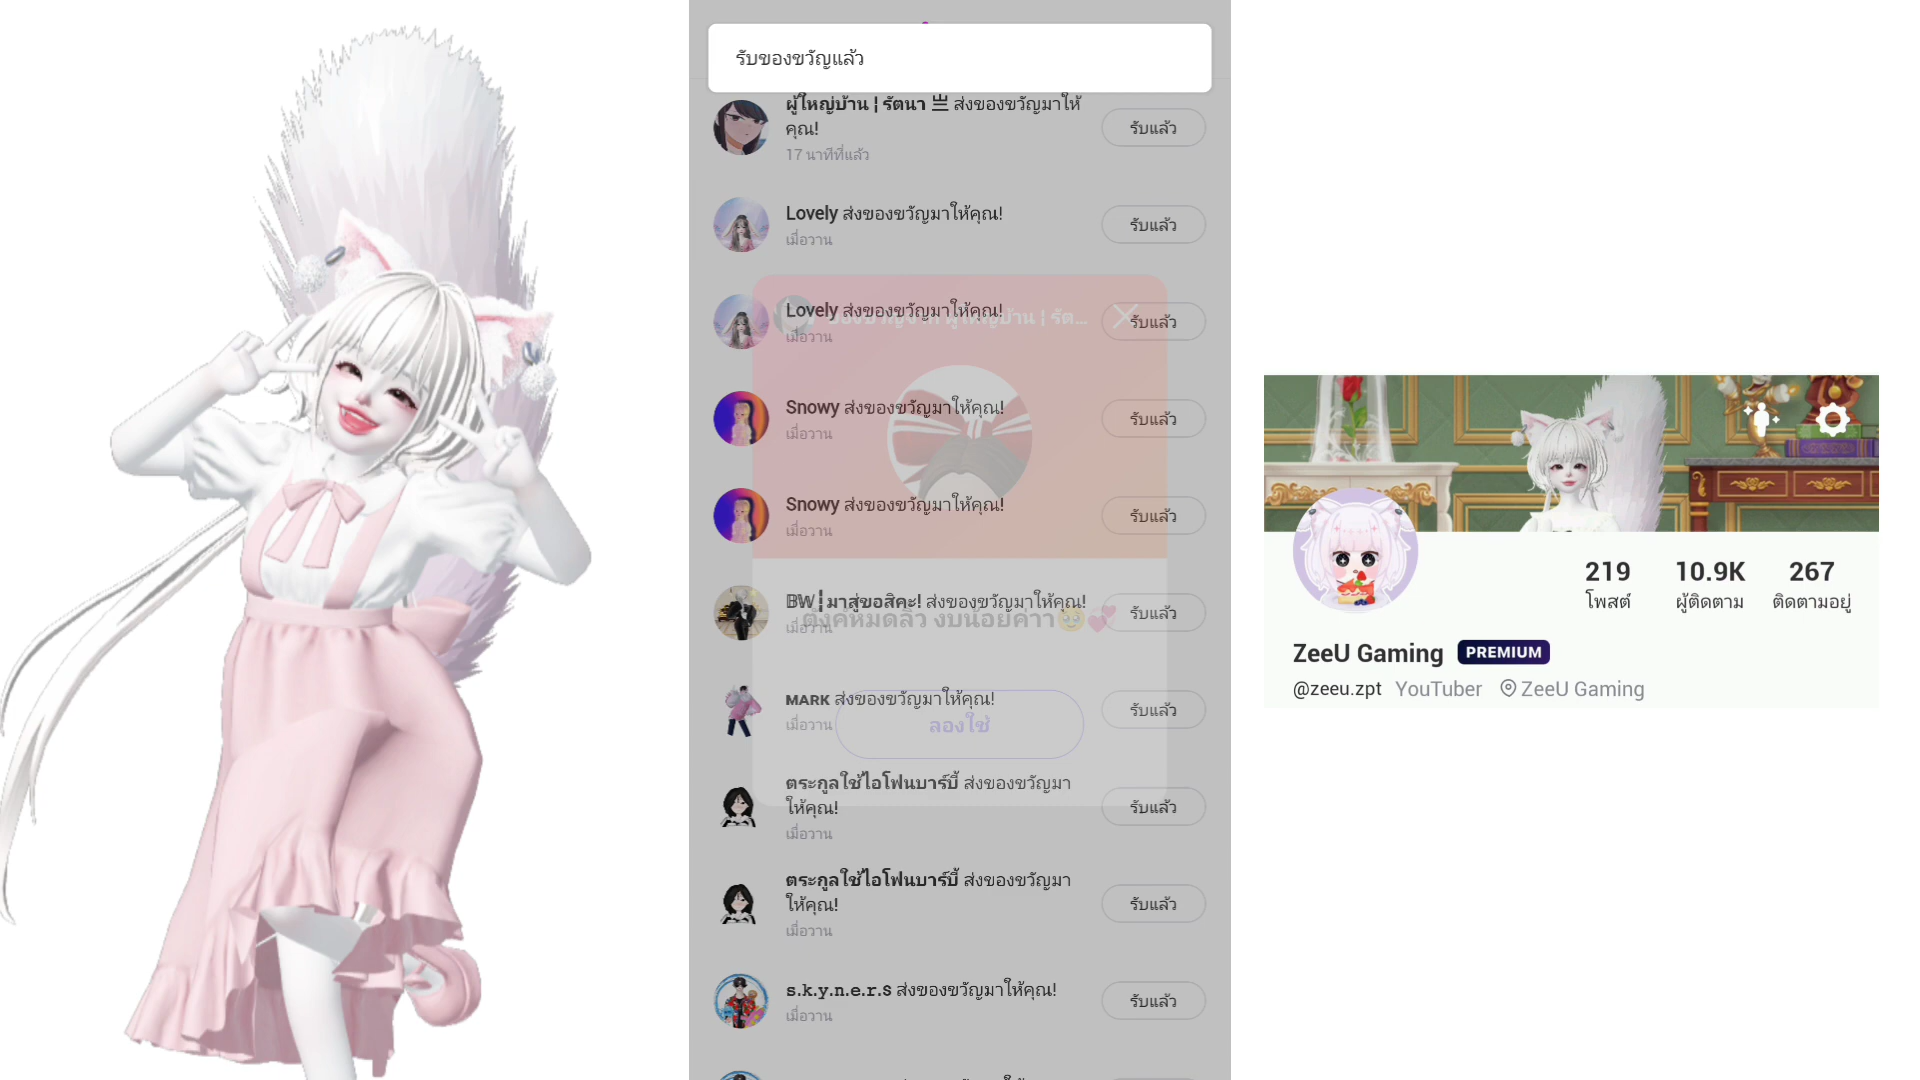 รับของขวัญแล้ว
ผู้ใหญ่บ้าน ¦ รัตนา 亗 ส่งของขวัญมาให้
คุณ!
17 นาทีที่แล้ว
รับแล้ว
Lovely ส่งของขวัญมาให้คุณ!
เมื่อวาน
รับแล้ว
Lovely ส่งของขวัญมาให้คุณ!
เมื่อวาน
รับแล้ว
Snowy ส่งของขวัญมาให้คุณ!
เมื่อวาน
รับแล้ว
Snowy ส่งของขวัญมาให้คุณ!
เมื่อวาน
รับแล้ว
BW┇มาสู่ขอสิคะ! ส่งของขวัญมาให้คุณ!
เมื่อวาน
รับแล้ว
ตังค์หมดลิ้ว งบน้อยค่าา🥹💞
ᴍᴀʀᴋ ส่งของขวัญมาให้คุณ!
เมื่อวาน
รับแล้ว
ลองใช้
ตระกูลใช้ไอโฟนบาร์บี้ ส่งของขวัญมา
ให้คุณ!
เมื่อวาน
รับแล้ว
ตระกูลใช้ไอโฟนบาร์บี้ ส่งของขวัญมา
ให้คุณ!
เมื่อวาน
รับแล้ว
s.k.y.n.e.r.s ส่งของขวัญมาให้คุณ!
เมื่อวาน
รับแล้ว
219 10.9K 267
โพสต์ ผู้ติดตาม ติดตามอยู่
ZeeU Gaming PREMIUM
@zeeu.zpt YouTuber ZeeU Gaming